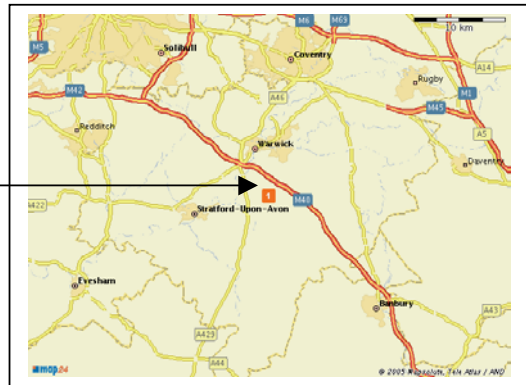 M6
M69
10 km
M5
Solihull
Coventry
A14
Rugby
M42
A46
M1
M45
Redditch
A5
Warwick
Daventry
1
M40
A422
Stratford-Upon-Avon
Evesham
Banbury
A43
A429
A44
map24
© 2005 Tele Atlas / AND